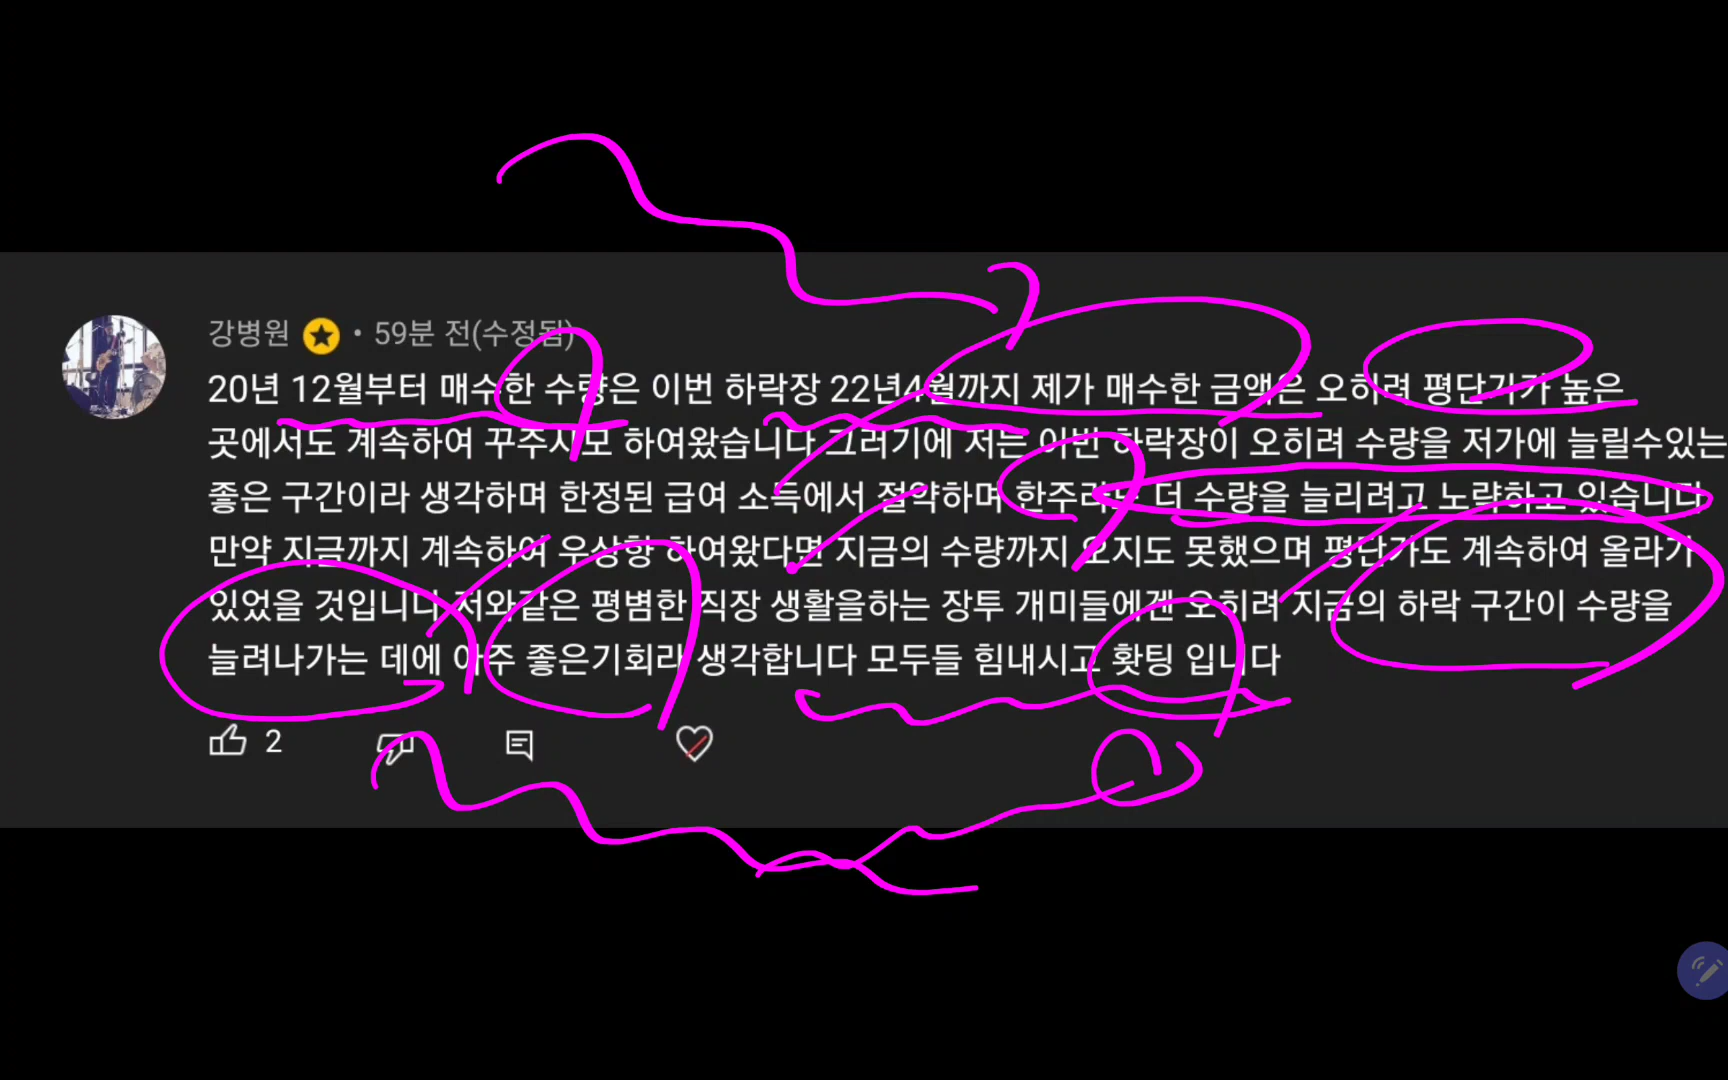 강병원 • 59분 전(수정됨)
20년 12월부터 매수한 수량은 이번 하락장 22년4월까지 제가 매수한 금액은 오히려 평단가가 높은
곳에서도 계속하여 꾸주시모 하여왔습니다 그러기에 저는 이번 하락장이 오히려 수량을 저가에 늘릴수있는
좋은 구간이라 생각하며 한정된 급여 소득에서 절약하며 한주라도 더 수량을 늘리려고 노략하고 있습니다
만약 지금까지 계속하여 우상향 하여왔다면 지금의 수량까지 오지도 못했으며 평단가도 계속하여 올라가
있었을 것입니다 저와같은 평범한 직장 생활을하는 장투 개미들에겐 오히려 지금의 하락 구간이 수량을
늘려나가는 데에 아주 좋은기회라 생각합니다 모두들 힘내시고 홧팅 입니다
2